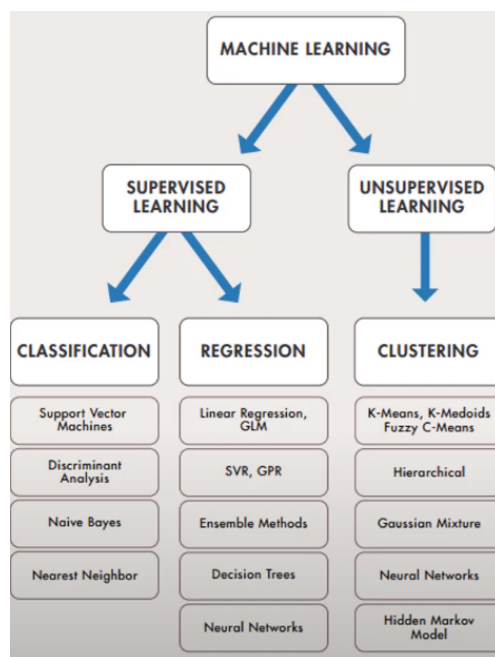 MACHINE LEARNING
SUPERVISED
LEARNING
UNSUPERVISED
LEARNING
CLASSIFICATION
REGRESSION
CLUSTERING
Support Vector
Machines
Linear Regression,
GLM
K-Means, K-Medoids
Fuzzy C-Means
Discriminant
Analysis
SVR, GPR
Hierarchical
Naive Bayes
Ensemble Methods
Gaussian Mixture
Nearest Neighbor
Decision Trees
Neural Networks
Neural Networks
Hidden Markov
Model